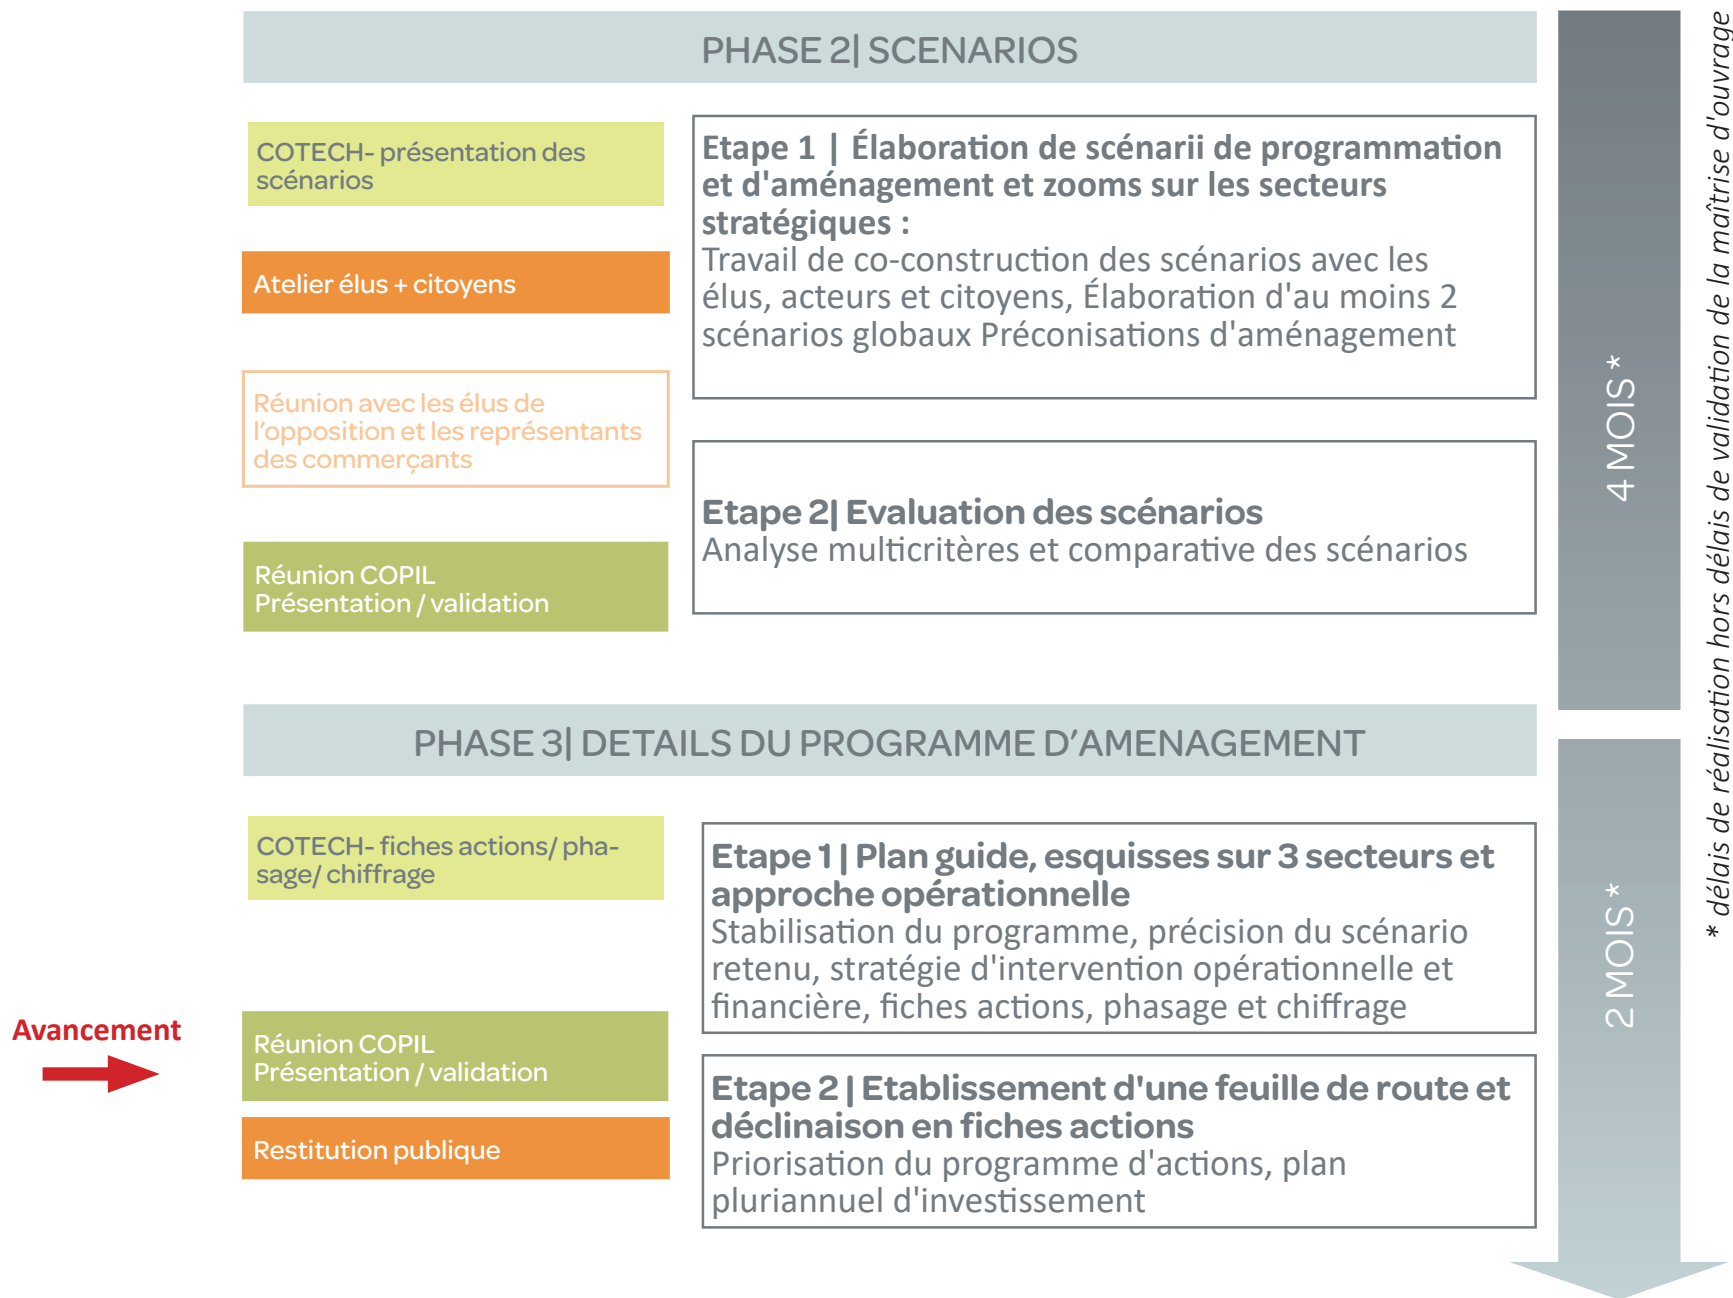 PHASE 2| SCENARIOS
COTECH- présentation des
scénarios
Atelier élus + citoyens
Réunion avec les élus de
l’opposition et les représentants
des commerçants
Réunion COPIL
Présentation / validation
Etape 1 | Élaboration de scénarii de programmation
et d'aménagement et zooms sur les secteurs
stratégiques :
Travail de co-construction des scénarios avec les
élus, acteurs et citoyens, Élaboration d'au moins 2
scénarios globaux Préconisations d'aménagement
Etape 2| Evaluation des scénarios
Analyse multicritères et comparative des scénarios
4 MOIS *
PHASE 3| DETAILS DU PROGRAMME D’AMENAGEMENT
COTECH- fiches actions/ pha-
sage/ chiffrage
Avancement
Réunion COPIL
Présentation / validation
Restitution publique
Etape 1 | Plan guide, esquisses sur 3 secteurs et
approche opérationnelle
Stabilisation du programme, précision du scénario
retenu, stratégie d'intervention opérationnelle et
financière, fiches actions, phasage et chiffrage
Etape 2 | Etablissement d'une feuille de route et
déclinaison en fiches actions
Priorisation du programme d'actions, plan
pluriannuel d'investissement
2 MOIS *
* délais de réalisation hors délais de validation de la maîtrise d'ouvrage